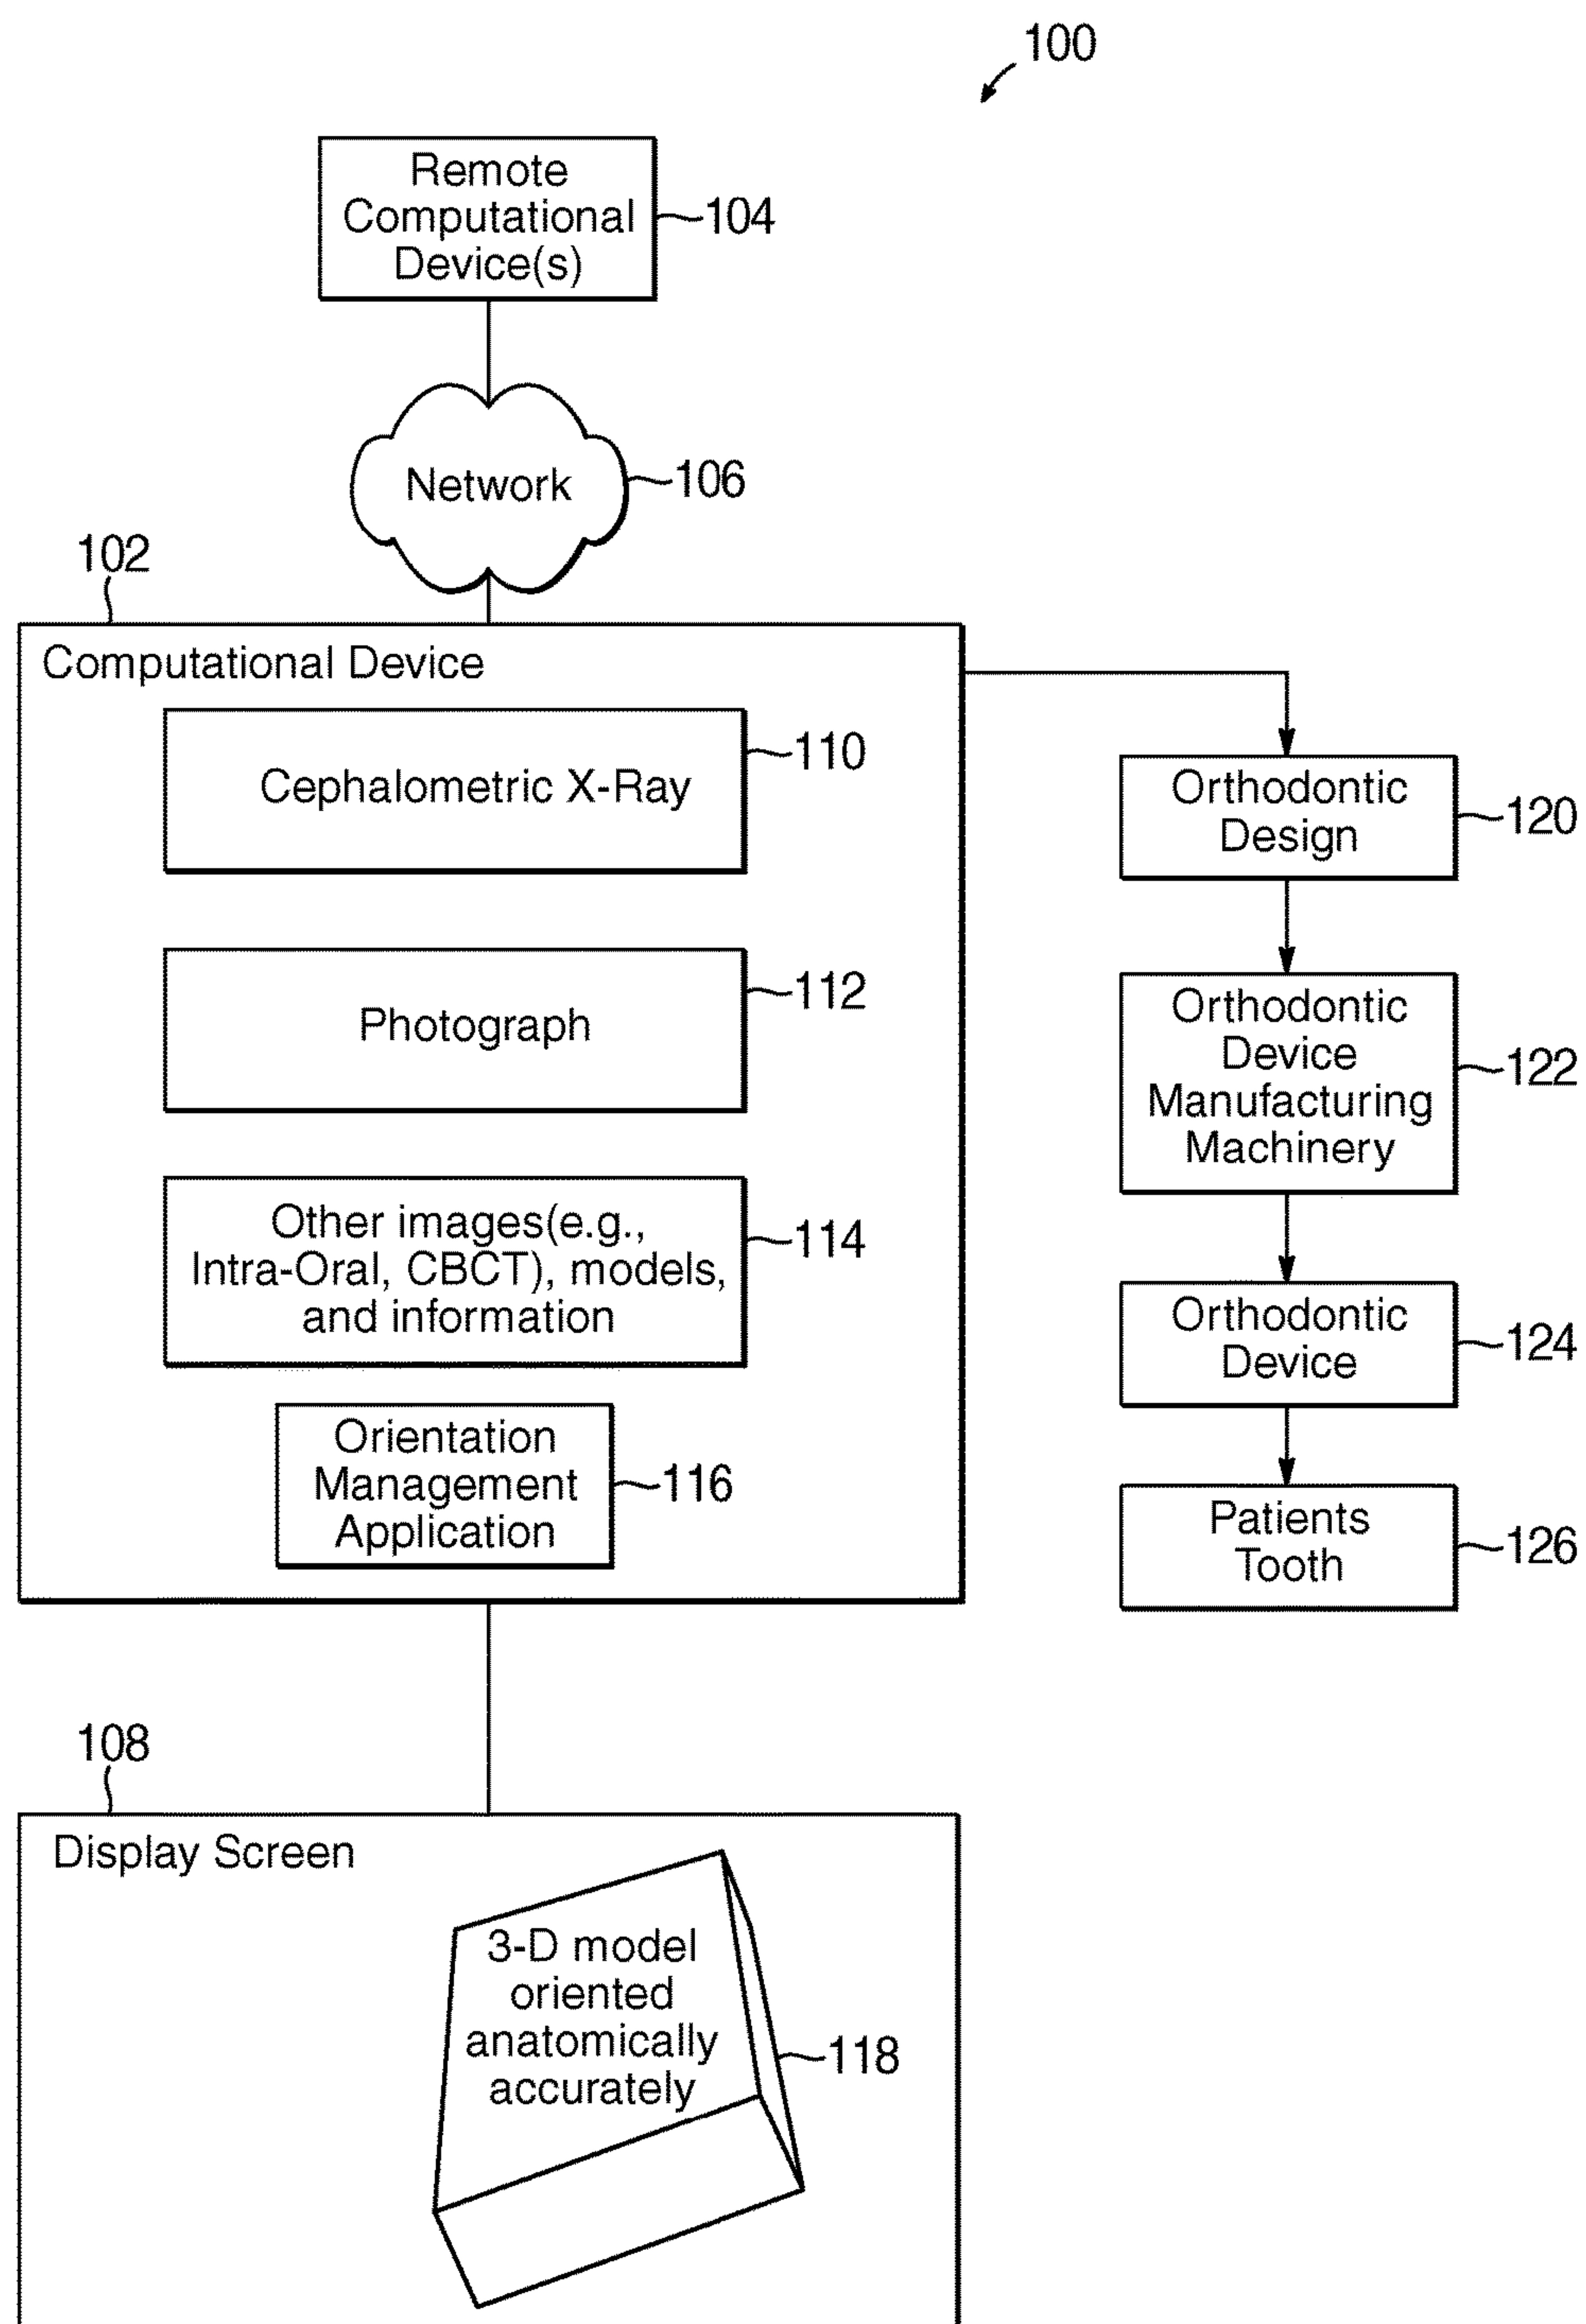 100
Remote
Computational
Device(s)
104
Network
106
102
Computational Device
Cephalometric X-Ray
110
Photograph
112
Other images(e.g.,
Intra-Oral, CBCT), models,
and information
114
Orientation
Management
Application
116
Orthodontic
Design
120
Orthodontic
Device
Manufacturing
Machinery
122
Orthodontic
Device
124
Patients
Tooth
126
108
Display Screen
3-D model
oriented
anatomically
accurately
118